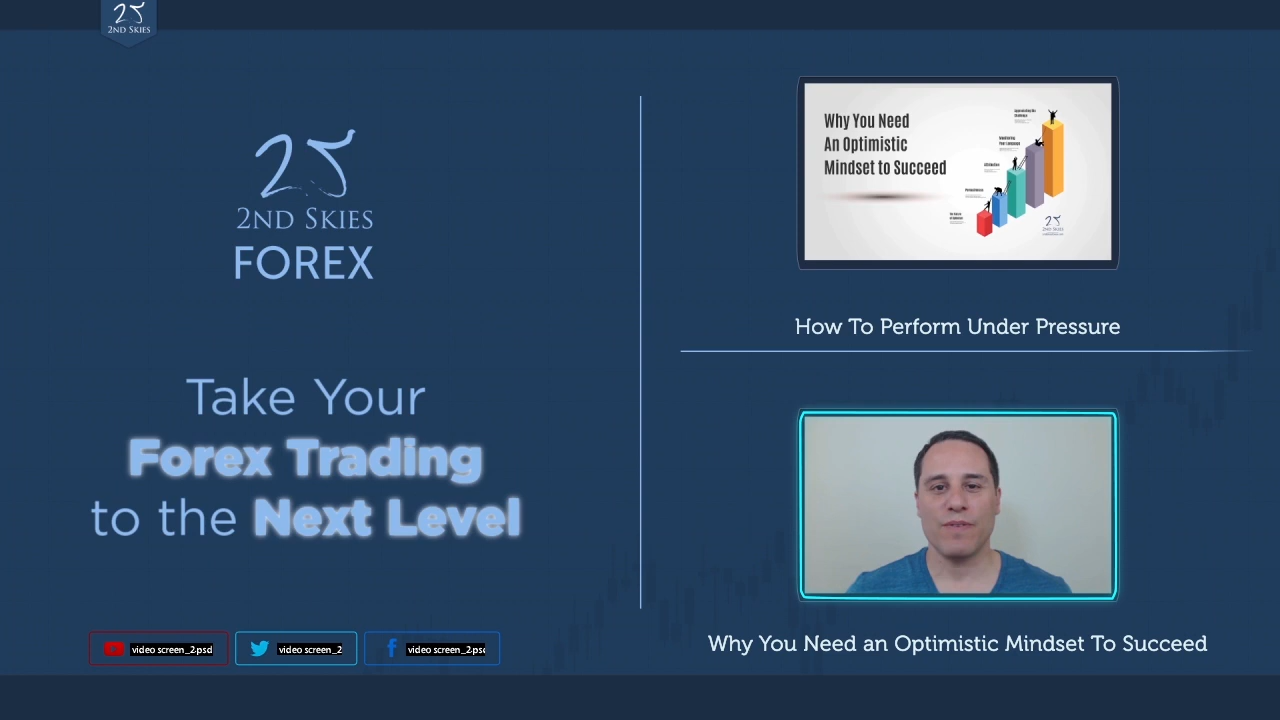 2ND SKIES
2ND SKIES
FOREX
Take Your
Forex Trading
to the Next Level
video screen_2.psd
video screen_2
video screen_2.psd
Why You Need
An Optimistic
Mindset to Succeed
2ND SKIES
How To Perform Under Pressure
Why You Need an Optimistic Mindset To Succeed